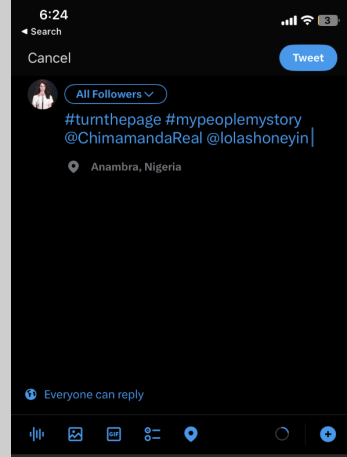 6:24
3
◀ Search
Cancel
Tweet
All Followers
#turnthepage #mypeoplemystory
@ChimamandaReal @lolashoneyin
Anambra, Nigeria
Everyone can reply
GIF